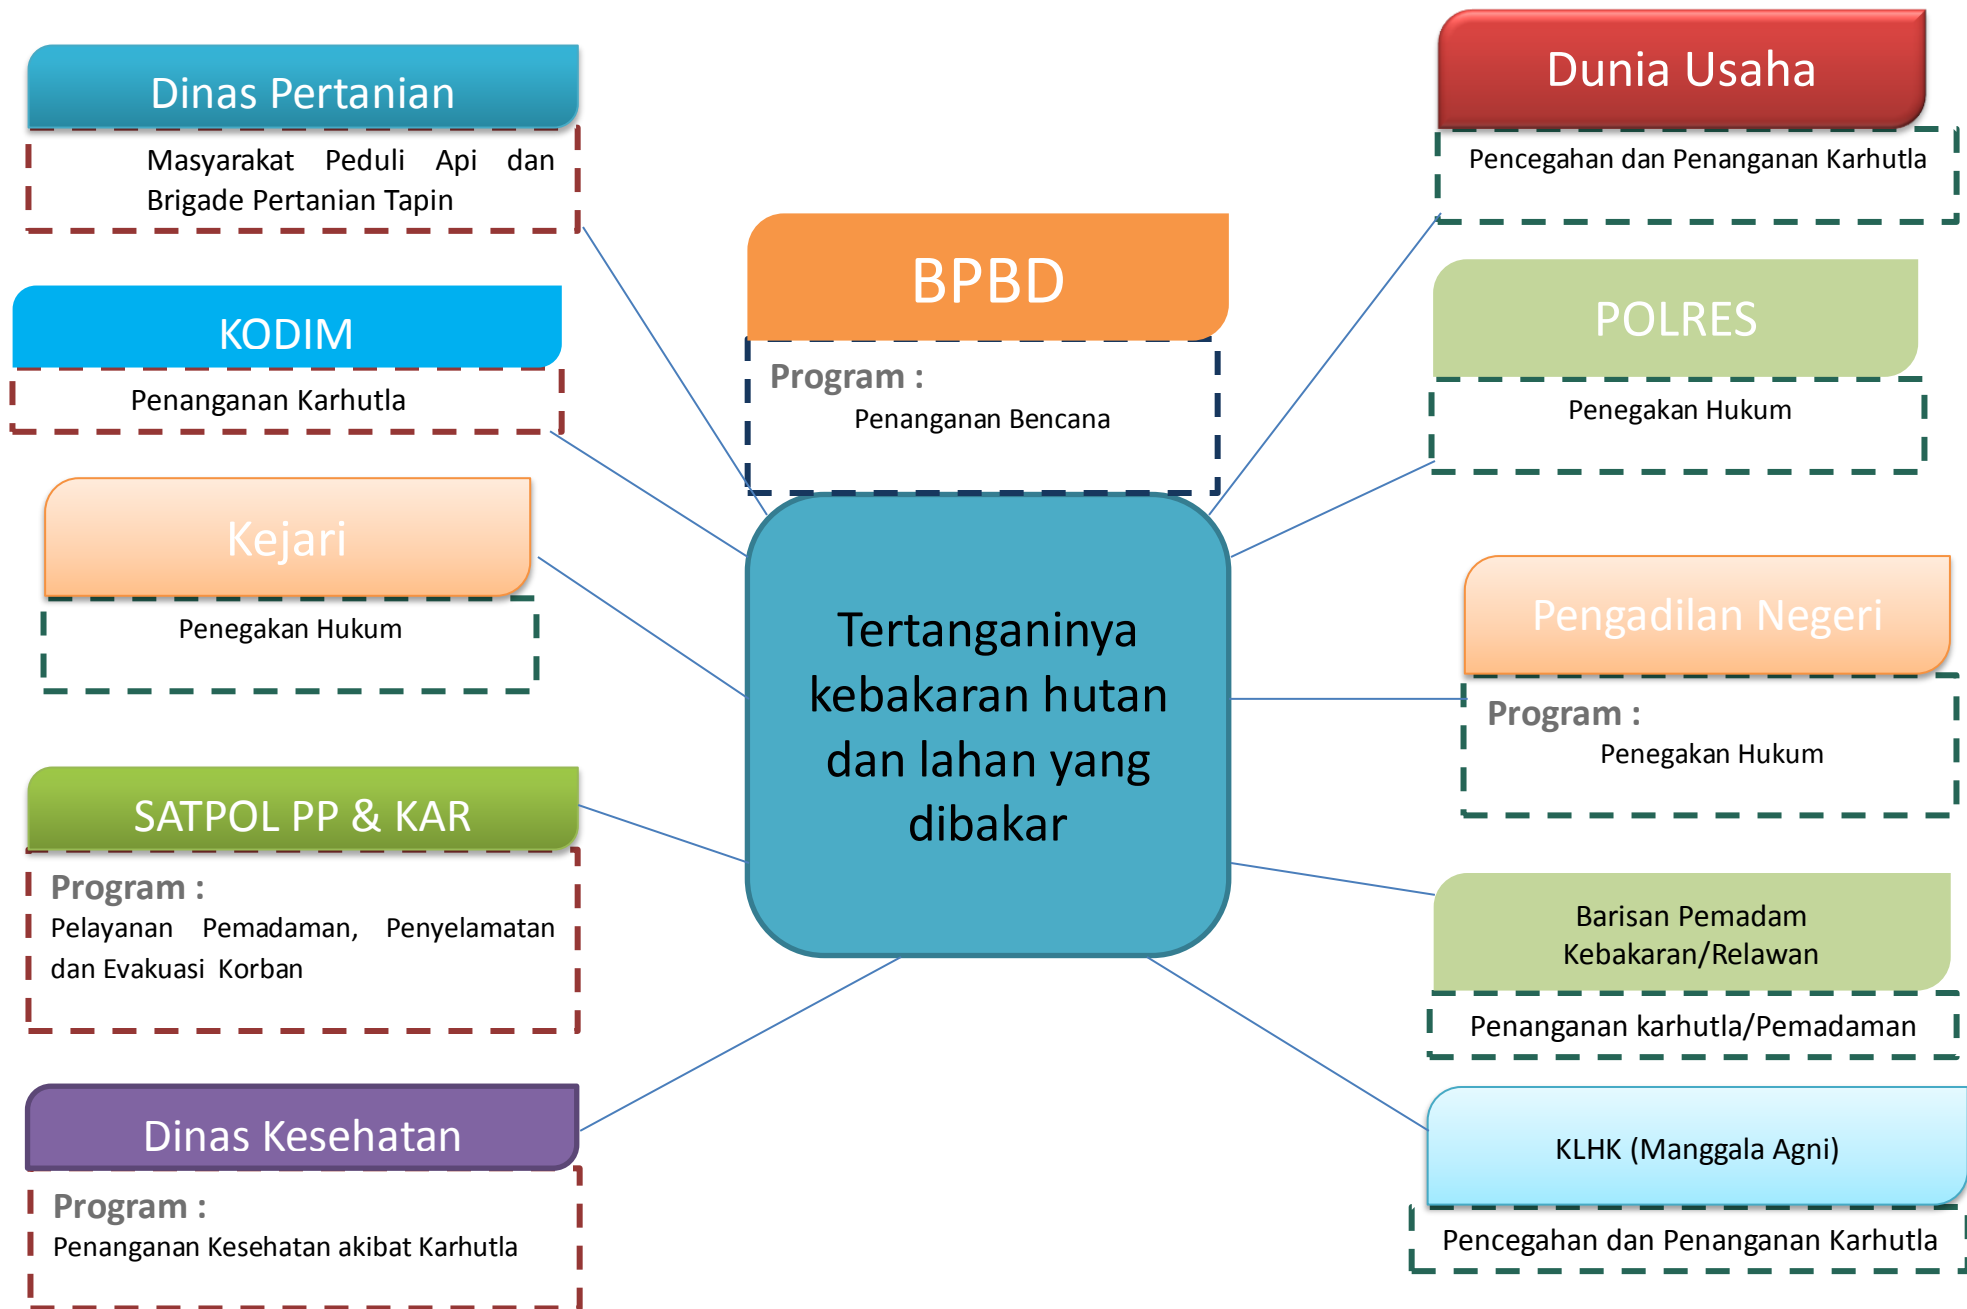 Dinas Pertanian
Masyarakat Peduli Api dan
Brigade Pertanian Tapin
KODIM
Penanganan Karhutla
Kejari
Penegakan Hukum
SATPOL PP & KAR
Program :
Pelayanan Pemadaman, Penyelamatan
dan Evakuasi Korban
Dinas Kesehatan
Program :
Penanganan Kesehatan akibat Karhutla
BPBD
Program :
Penanganan Bencana
Tertanganinya
kebakaran hutan
dan lahan yang
dibakar
Dunia Usaha
Pencegahan dan Penanganan Karhutla
POLRES
Penegakan Hukum
Pengadilan Negeri
Program :
Penegakan Hukum
Barisan Pemadam
Kebakaran/Relawan
Penanganan karhutla/Pemadaman
KLHK (Manggala Agni)
Pencegahan dan Penanganan Karhutla